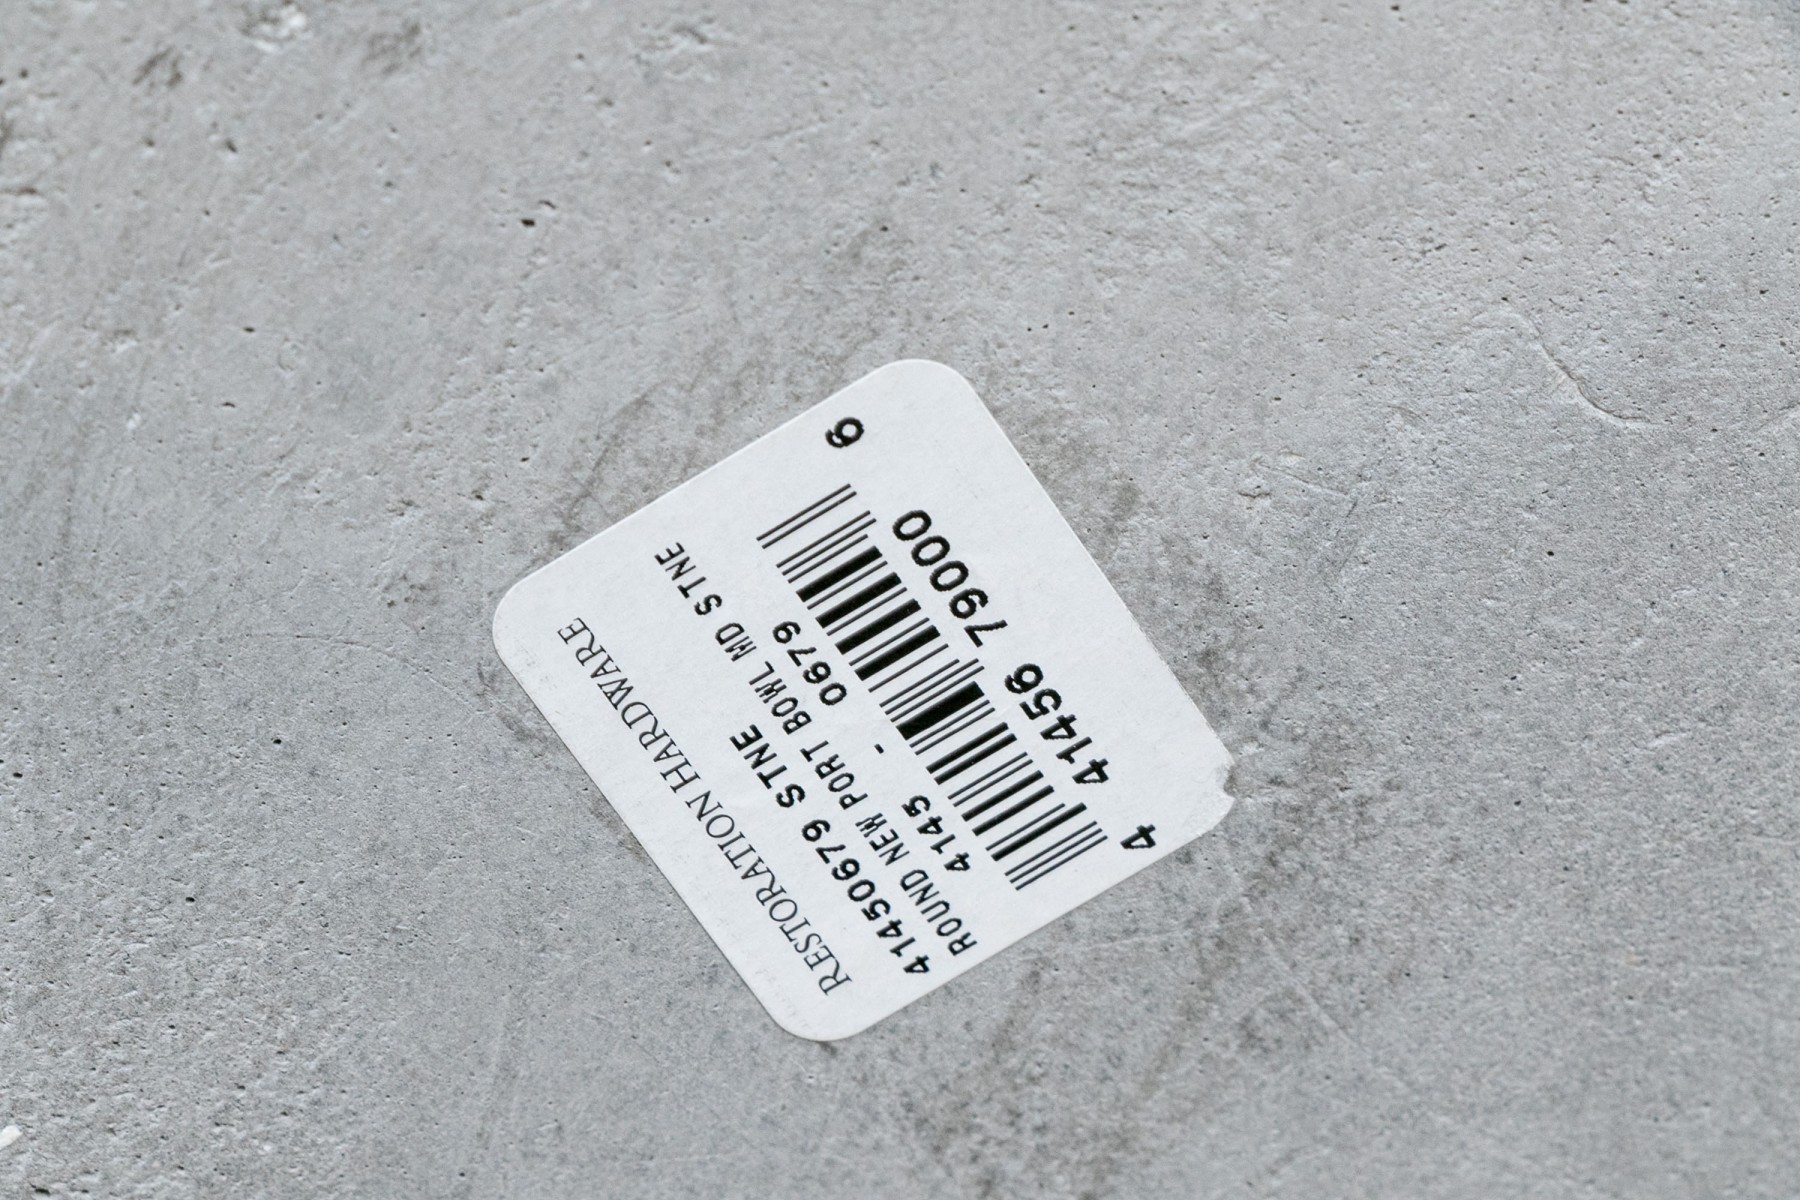 RESTORATION HARDWARE
41450679 STNE
ROUND NEW PORT BOWL MD STNE
4145 - 0679
4 41456 79000 6